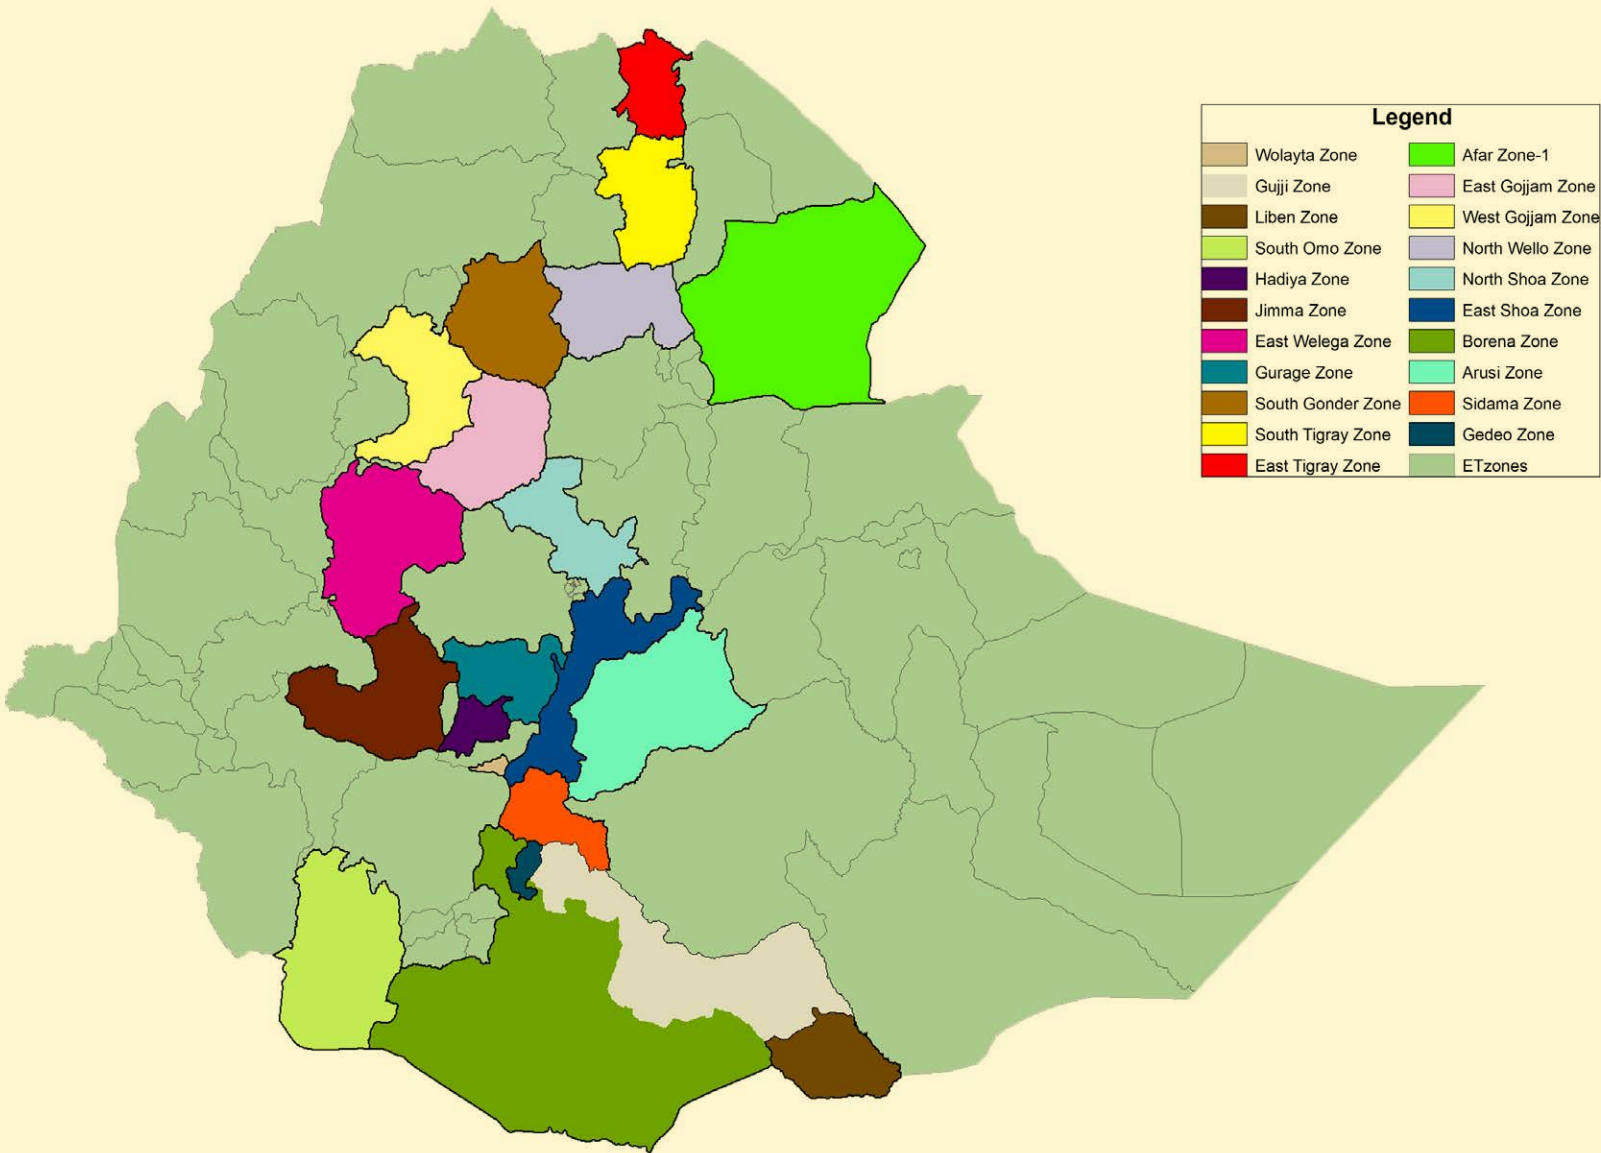 Legend
Wolayta Zone
Gujji Zone
Liben Zone
South Omo Zone
Hadiya Zone
Jimma Zone
East Welega Zone
Gurage Zone
South Gonder Zone
South Tigray Zone
East Tigray Zone
Afar Zone-1
East Gojjam Zone
West Gojjam Zone
North Wello Zone
North Shoa Zone
East Shoa Zone
Borena Zone
Arusi Zone
Sidama Zone
Gedeo Zone
ETzones